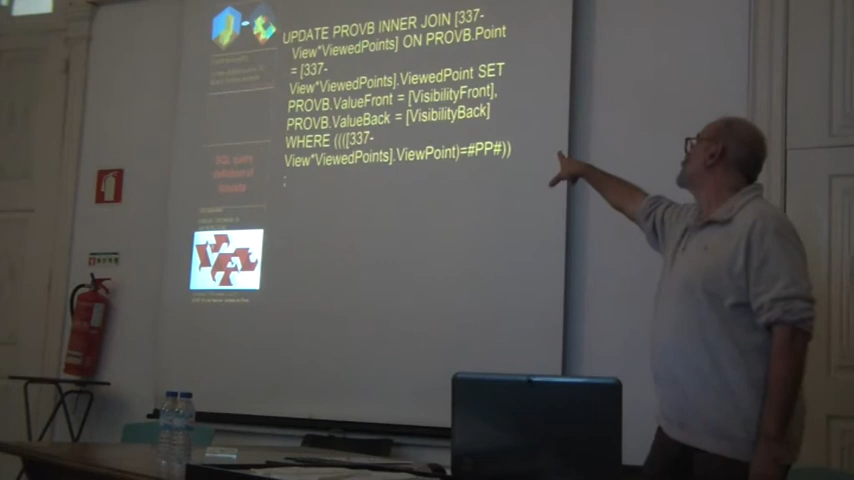 UPDATE PROVB INNER JOIN [337-
View*ViewedPoints] ON PROVB.Point
= [337-
View*ViewedPoints].ViewedPoint SET
PROVB.ValueFront = [VisibilityFront],
PROVB.ValueBack = [VisibilityBack]
WHERE ((([337-
View*ViewedPoints].ViewPoint)=#PP#))
;
SQL query